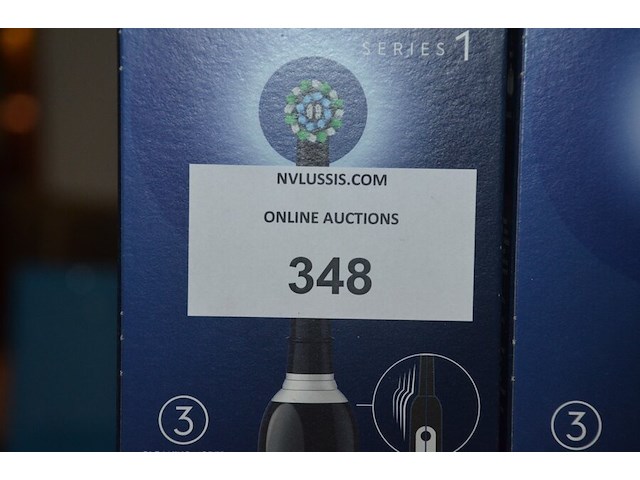 SERIES 1
NVLUSSIS.COM
ONLINE AUCTIONS
348
3
3